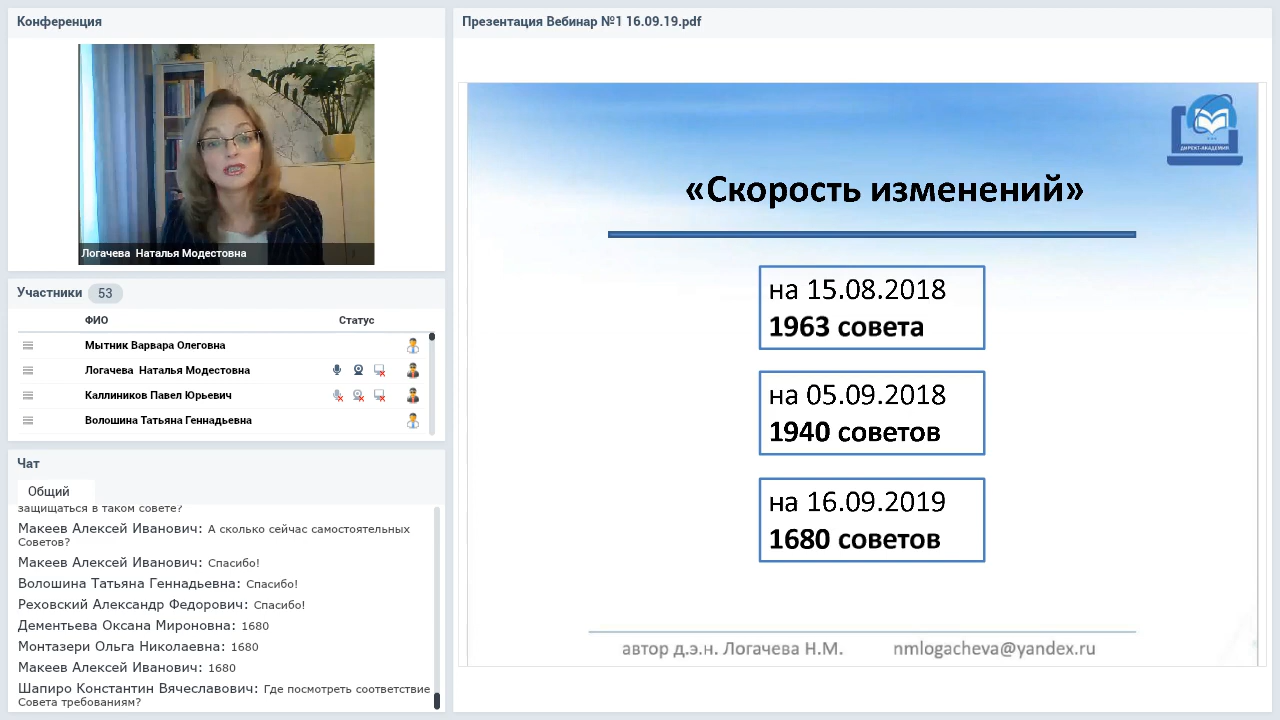 Конференция
Логачева  Наталья Модестовна
Участники 53
ФИО Статус
Мытник Варвара Олеговна
Логачева  Наталья Модестовна
Каллиников Павел Юрьевич
Волошина Татьяна Геннадьевна
Чат
Общий
защищаться в таком совете?
Макеев Алексей Иванович: А сколько сейчас самостоятельных
Советов?
Макеев Алексей Иванович: Спасибо!
Волошина Татьяна Геннадьевна: Спасибо!
Реховский Александр Федорович: Спасибо!
Дементьева Оксана Мироновна: 1680
Монтазери Ольга Николаевна: 1680
Макеев Алексей Иванович: 1680
Шапиро Константин Вячеславович: Где посмотреть соответствие
Совета требованиям?
Презентация Вебинар №1 16.09.19.pdf
ДИРЕКТ-АКАДЕМИЯ
«Скорость изменений»
на 15.08.2018
1963 совета
на 05.09.2018
1940 советов
на 16.09.2019
1680 советов
автор д.э.н. Логачева Н.М. nmlogacheva@yandex.ru